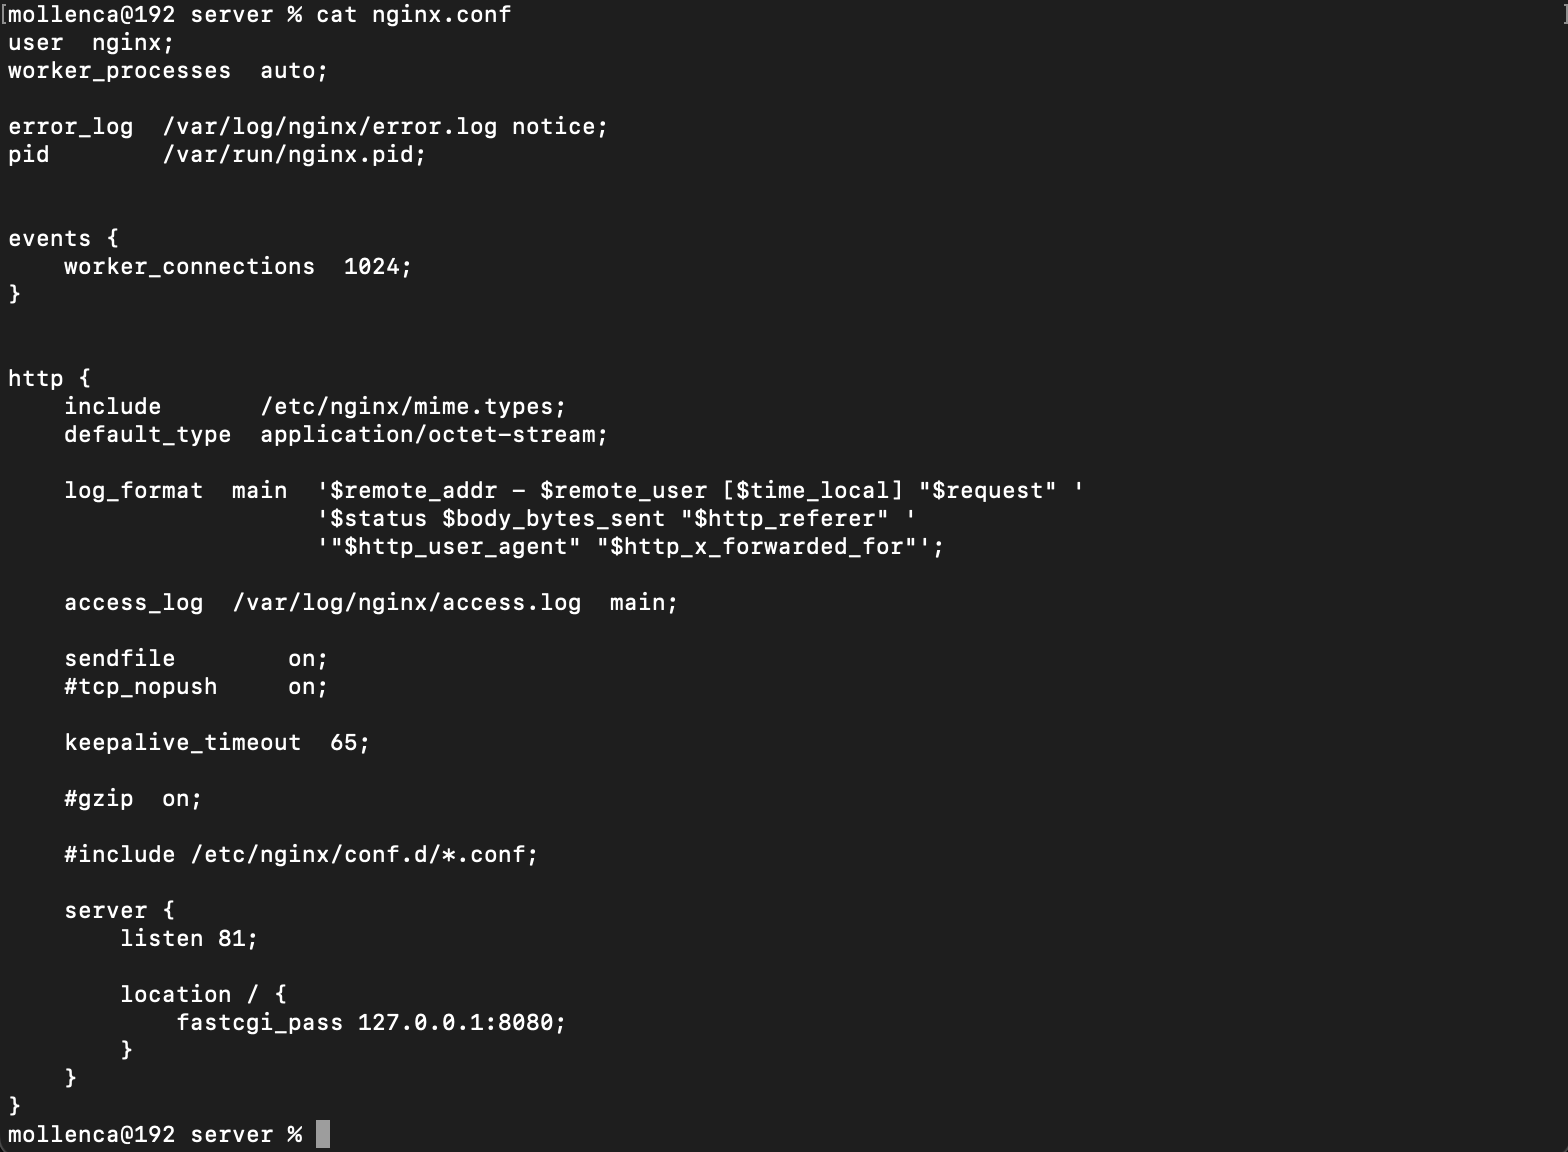 [mollenca@192 server % cat nginx.conf ]
user  nginx;
worker_processes  auto;

error_log  /var/log/nginx/error.log notice;
pid        /var/run/nginx.pid;


events {
    worker_connections  1024;
}


http {
    include       /etc/nginx/mime.types;
    default_type  application/octet-stream;

    log_format  main  '$remote_addr - $remote_user [$time_local] "$request" '
                      '$status $body_bytes_sent "$http_referer" '
                      '"$http_user_agent" "$http_x_forwarded_for"';

    access_log  /var/log/nginx/access.log  main;

    sendfile        on;
    #tcp_nopush     on;

    keepalive_timeout  65;

    #gzip  on;

    #include /etc/nginx/conf.d/*.conf;

    server {
        listen 81;

        location / {
            fastcgi_pass 127.0.0.1:8080;
        }
    }
}
mollenca@192 server %